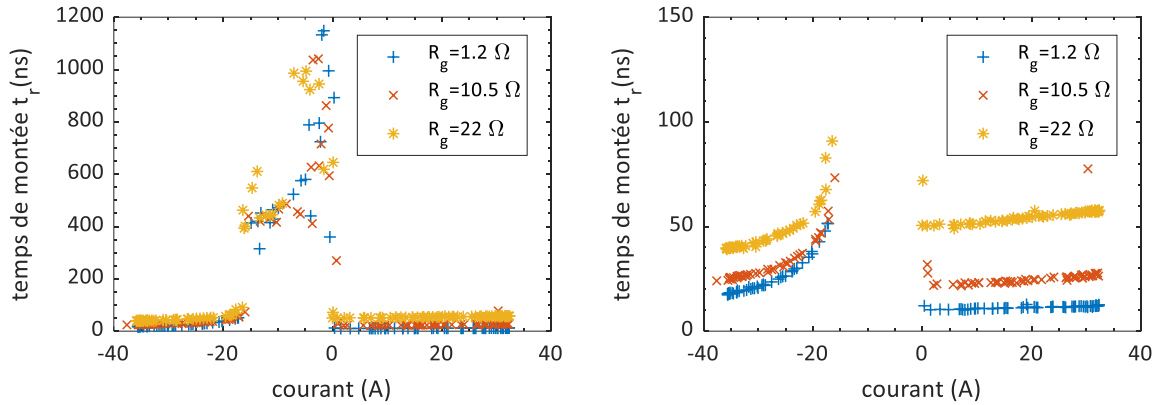 1200
1000
800
600
400
200
0
-40
-20
0
20
40
temps de montée t_r (ns)
courant (A)
R_g=1.2 Ω
R_g=10.5 Ω
R_g=22 Ω
150
100
50
0
-40
-20
0
20
40
temps de montée t_r (ns)
courant (A)
R_g=1.2 Ω
R_g=10.5 Ω
R_g=22 Ω